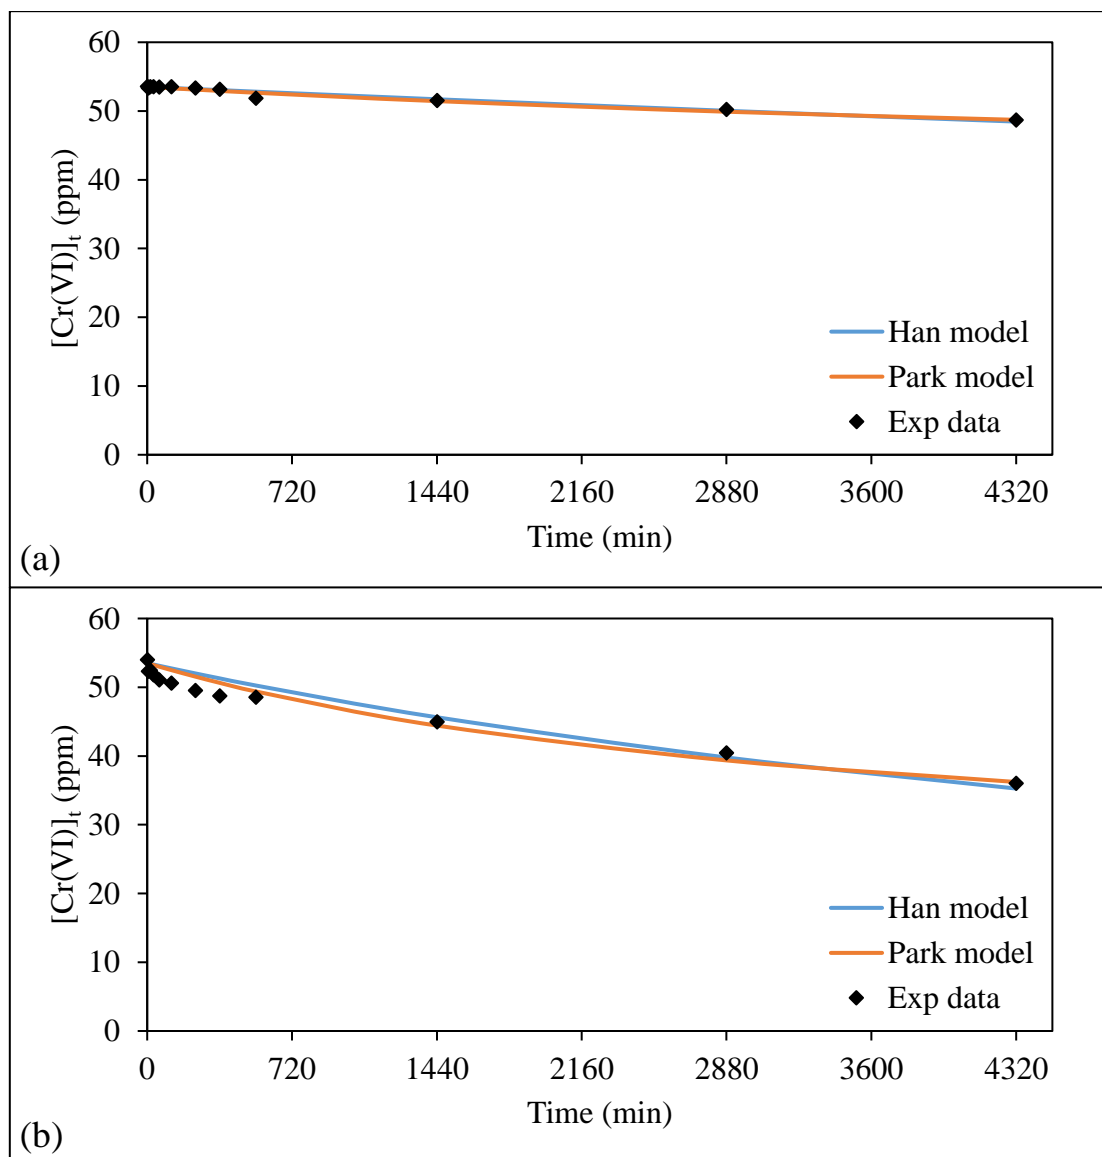 60
50
40
30
20
10
0
[Cr(VI)]t (ppm)
Han model
Park model
Exp data
0 720 1440 2160 2880 3600 4320
Time (min)
(a)
60
50
40
30
20
10
0
[Cr(VI)]t (ppm)
Han model
Park model
Exp data
0 720 1440 2160 2880 3600 4320
Time (min)
(b)